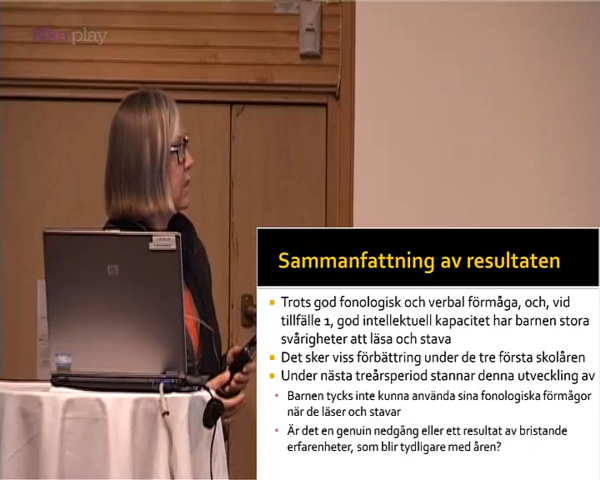 play
Sammanfattning av resultaten
Trots god fonologisk och verbal förmåga, och, vid
tillfälle 1, god intellektuell kapacitet har barnen stora
svårigheter att läsa och stava
Det sker viss förbättring under de tre första skolåren
Under nästa treårsperiod stannar denna utveckling av
Barnen tycks inte kunna använda sina fonologiska förmågor
när de läser och stavar
Är det en genuin nedgång eller ett resultat av bristande
erfarenheter, som blir tydligare med åren?